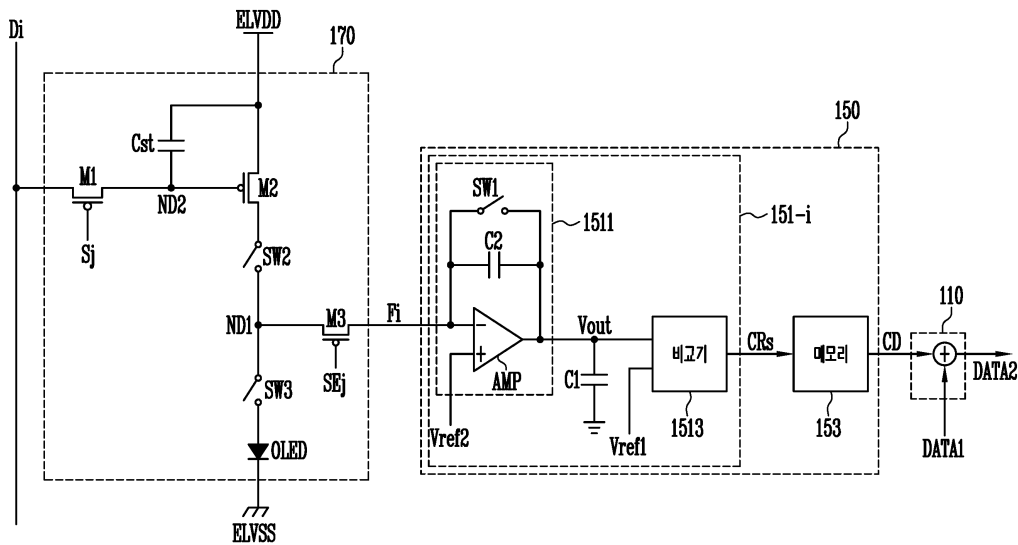 Di
ELVDD
170
Cst
M1
ND2
M2
Sj
SW2
ND1
M3
Fi
SEj
SW3
OLED
ELVSS
150
151-i
1511
SW1
C2
−
+
AMP
Vref2
Vout
C1
Vref1
비교기
1513
CRs
메모리
153
CD
110
+
DATA2
DATA1